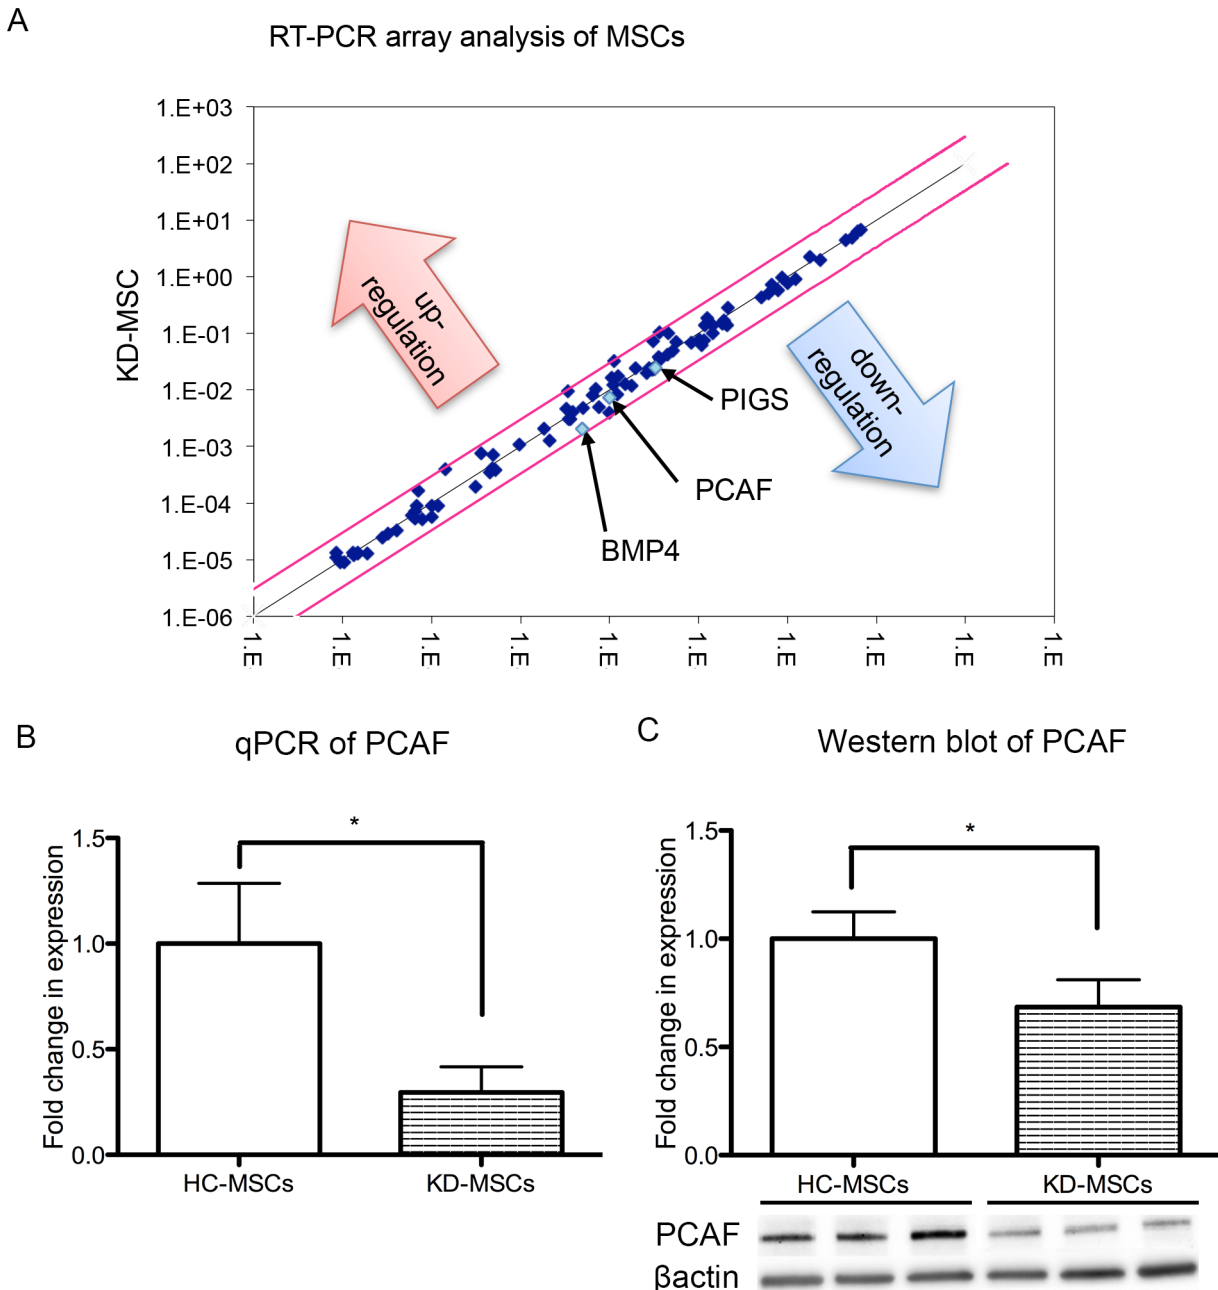 A
RT-PCR array analysis of MSCs
1.E+03
1.E+02
1.E+01
1.E+00
1.E-01
1.E-02
1.E-03
1.E-04
1.E-05
1.E-06
KD-MSC
up-
regulation
down-
regulation
PIGS
PCAF
BMP4
1.E
1.E
1.E
1.E
1.E
1.E
1.E
1.E
1.E
1.E
B
qPCR of PCAF
*
1.5
1.0
0.5
0.0
Fold change in expression
HC-MSCs
KD-MSCs
C
Western blot of PCAF
*
1.5
1.0
0.5
0.0
Fold change in expression
HC-MSCs
KD-MSCs
PCAF
βactin